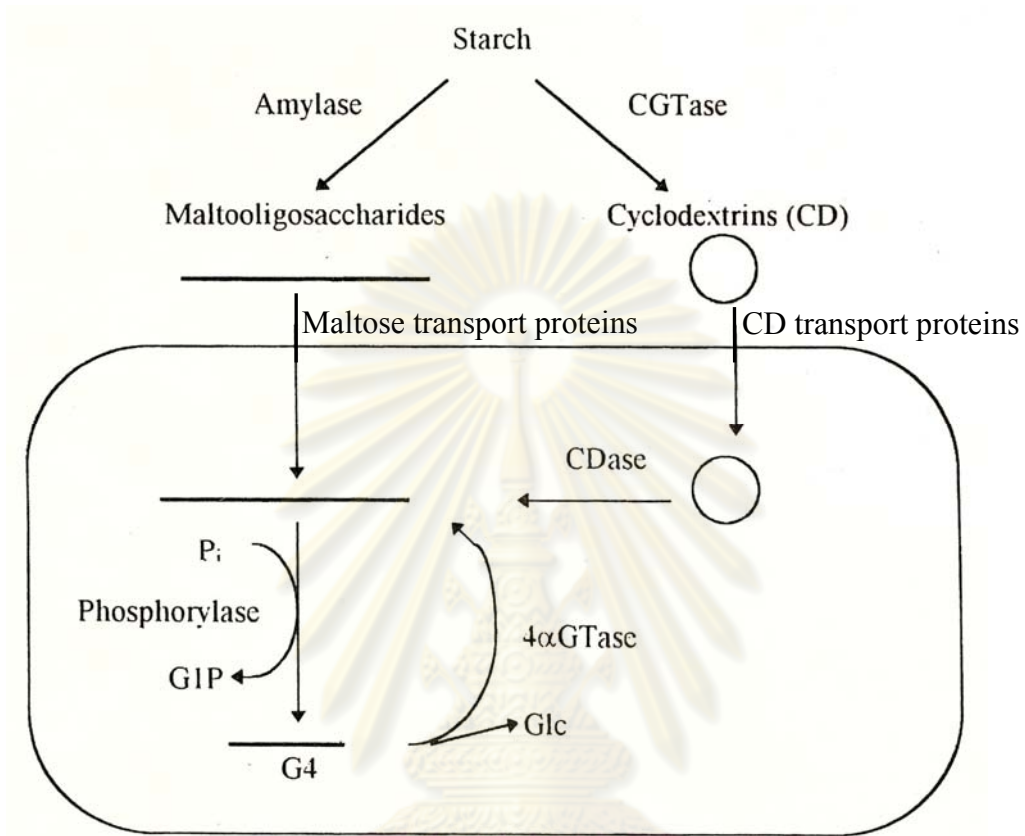 Starch
Amylase
CGTase
Maltooligosaccharides
Cyclodextrins (CD)
Maltose transport proteins
CD transport proteins
CDase
Pi
Phosphorylase
4αGTase
G1P
Glc
G4